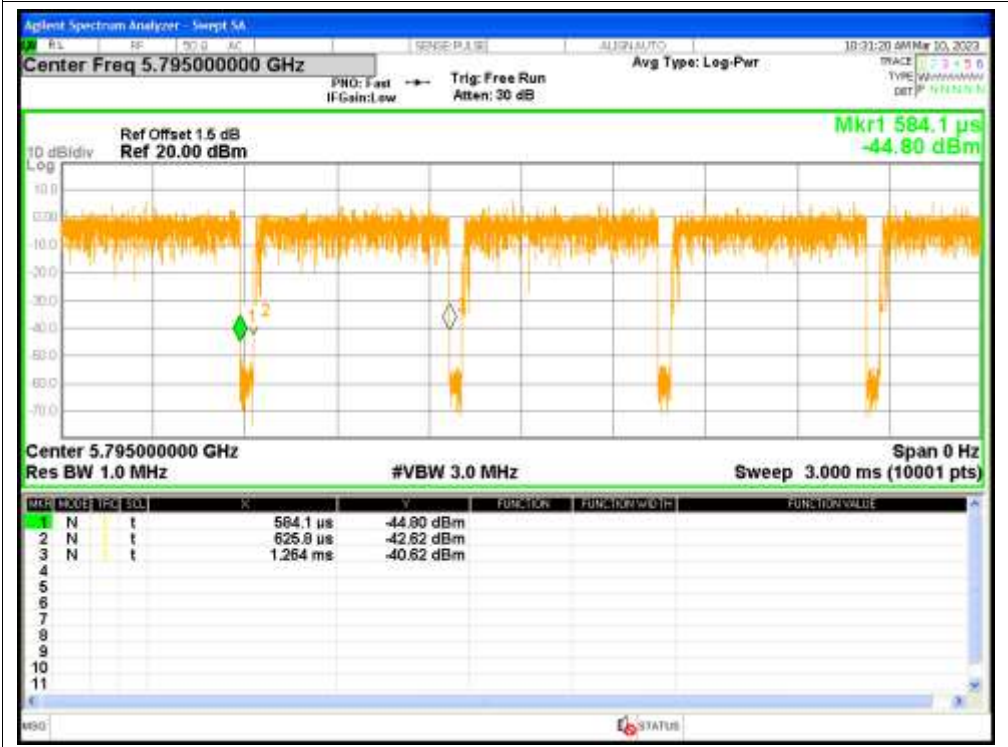 Agilent Spectrum Analyzer - Swept SA
RL RF 50 Ω AC SENSE:PULSE ALIGN AUTO 10:31:20 AM Mar 10, 2023
Center Freq 5.795000000 GHz Avg Type: Log-Pwr TRACE 1 2 3 4 5 6
PNO: Fast Trig: Free Run TYPE
IFGain:Low Atten: 30 dB DET P N N N N N
Mkr1 584.1 µs
Ref Offset 1.5 dB
10 dB/div Ref 20.00 dBm -44.80 dBm
Log
10.0
0.00
-10.0
-20.0
-30.0
-40.0
-50.0
-60.0
-70.0
1 2 3
Center 5.795000000 GHz Span 0 Hz
Res BW 1.0 MHz #VBW 3.0 MHz Sweep 3.000 ms (10001 pts)
MKR MODE TRC SCL X Y FUNCTION FUNCTION WIDTH FUNCTION VALUE
1 N t 584.1 µs -44.80 dBm
2 N t 625.8 µs -42.62 dBm
3 N t 1.264 ms -40.62 dBm
4
5
6
7
8
9
10
11
MSG STATUS